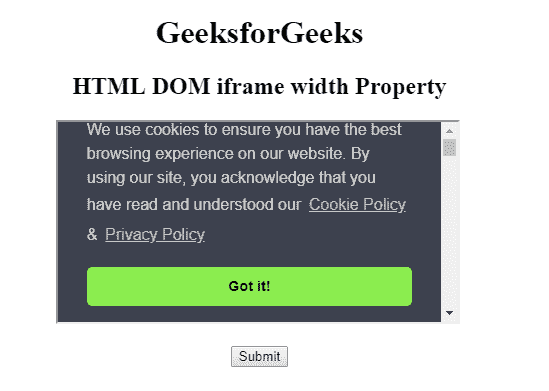 GeeksforGeeks
HTML DOM iframe width Property
We use cookies to ensure you have the best
browsing experience on our website. By
using our site, you acknowledge that you
have read and understood our Cookie Policy
& Privacy Policy
Got it!
Submit